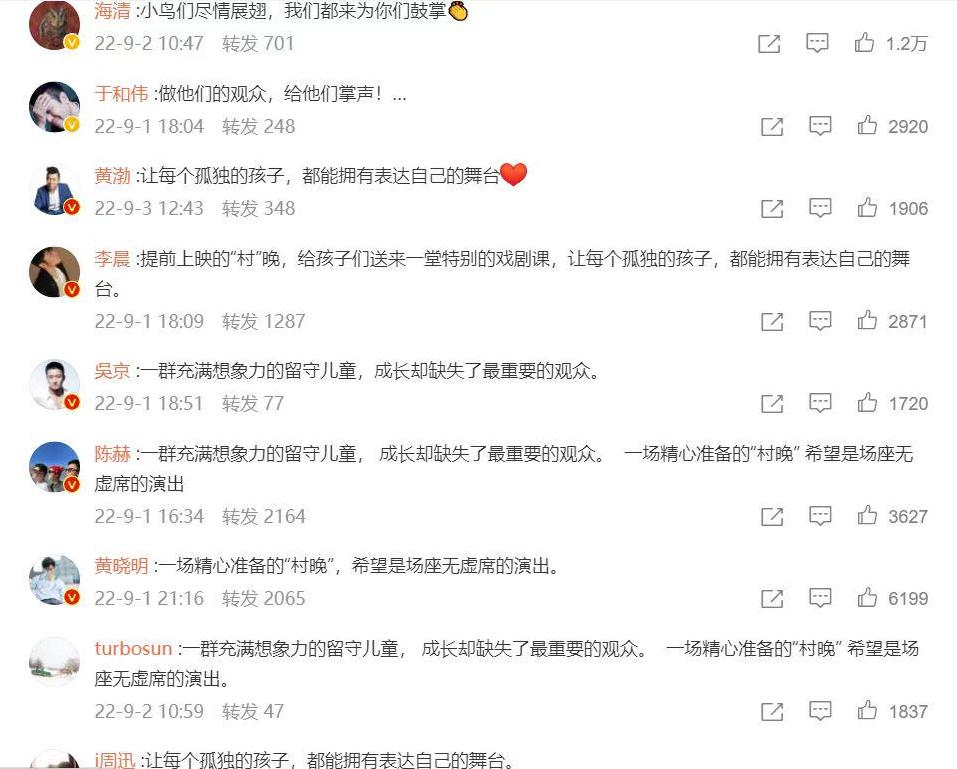 海清 :小鸟们尽情展翅，我们都来为你们鼓掌👏
22-9-2 10:47 转发 701 1.2万
于和伟 :做他们的观众，给他们掌声！...
22-9-1 18:04 转发 248 2920
黄渤 :让每个孤独的孩子，都能拥有表达自己的舞台❤️
22-9-3 12:43 转发 348 1906
李晨 :提前上映的“村”晚，给孩子们送来一堂特别的戏剧课，让每个孤独的孩子，都能拥有表达自己的舞
台。
22-9-1 18:09 转发 1287 2871
吳京 :一群充满想象力的留守儿童，成长却缺失了最重要的观众。
22-9-1 18:51 转发 77 1720
陈赫 :一群充满想象力的留守儿童， 成长却缺失了最重要的观众。 一场精心准备的“村晚” 希望是场座无
虚席的演出
22-9-1 16:34 转发 2164 3627
黄晓明 :一场精心准备的“村晚”，希望是场座无虚席的演出。
22-9-1 21:16 转发 2065 6199
turbosun :一群充满想象力的留守儿童， 成长却缺失了最重要的观众。 一场精心准备的“村晚” 希望是场
座无虚席的演出。
22-9-2 10:59 转发 47 1837
i周迅 :让每个孤独的孩子，都能拥有表达自己的舞台。